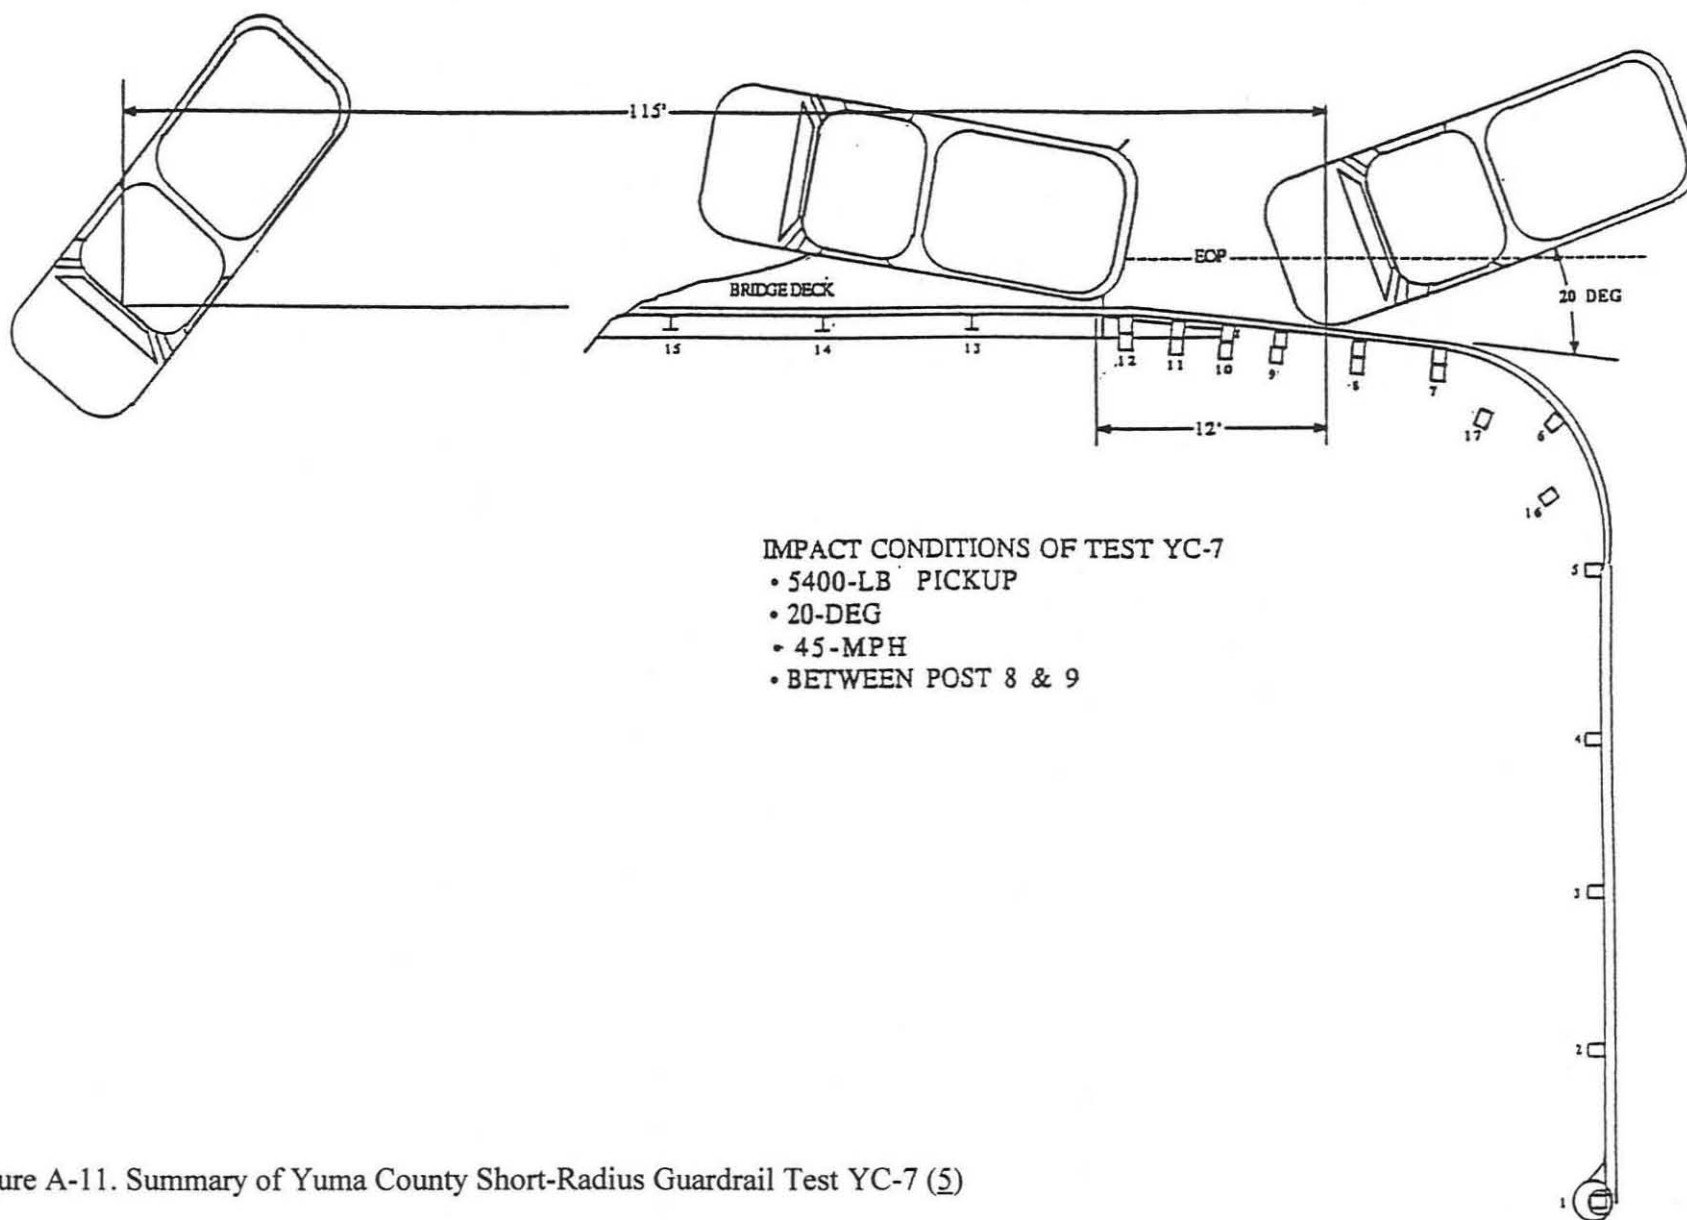 115'
EOP
BRIDGE DECK
20 DEG
15
14
13
12
11
10
9
8
7
12'
17
6
16
5
IMPACT CONDITIONS OF TEST YC-7
• 5400-LB PICKUP
• 20-DEG
• 45-MPH
• BETWEEN POST 8 & 9
4
3
2
ure A-11. Summary of Yuma County Short-Radius Guardrail Test YC-7 (5)
1